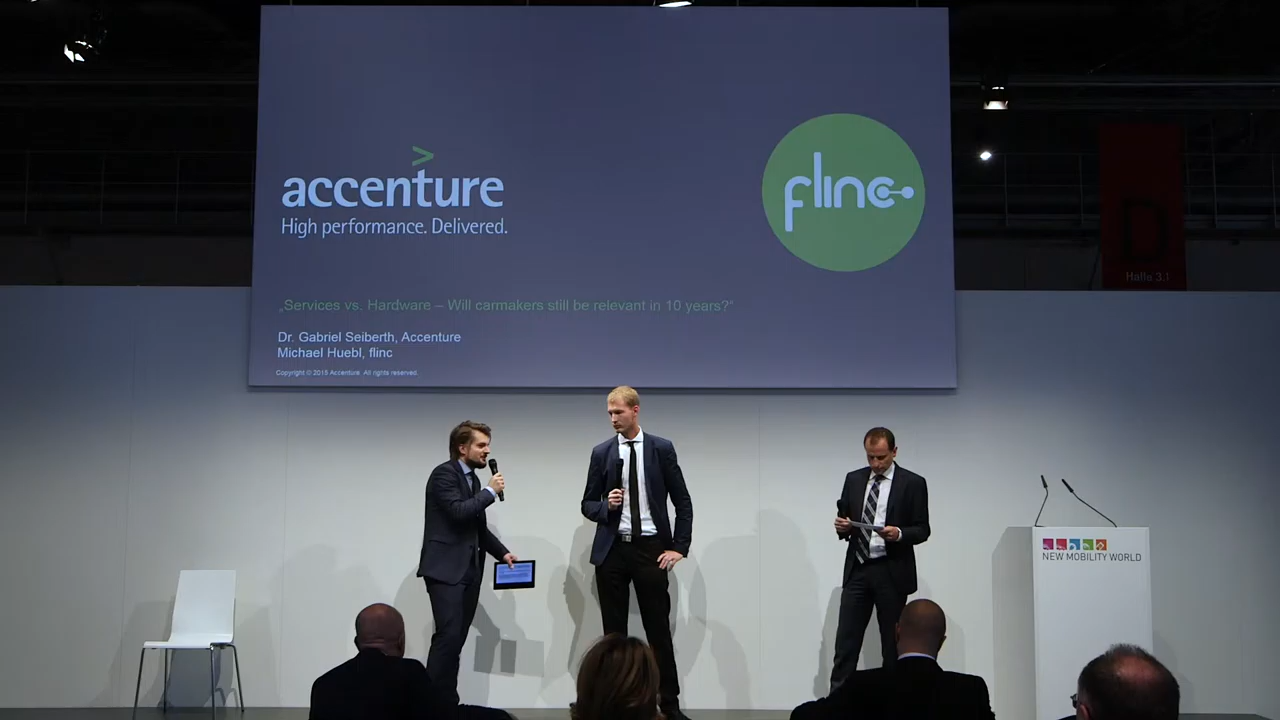 >
accenture
High performance. Delivered.
flinc
„Services vs. Hardware – Will carmakers still be relevant in 10 years?“
Dr. Gabriel Seiberth, Accenture
Michael Huebl, flinc
Copyright © 2015 Accenture. All rights reserved.
D
Halle 3.1
NEW MOBILITY WORLD